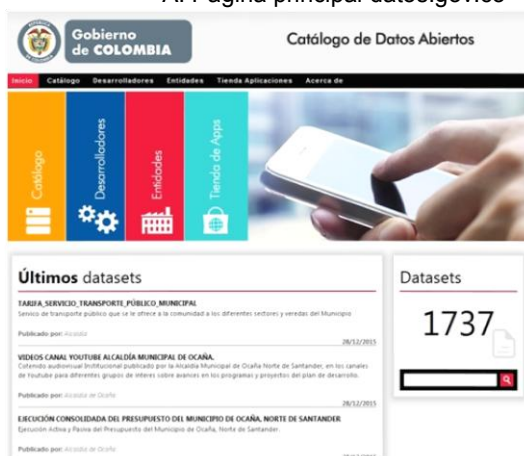 A. Página principal datos.gov.co
Gobierno
de COLOMBIA
Catálogo de Datos Abiertos
Inicio Catálogo Desarrolladores Entidades Tienda Aplicaciones Acerca de
Catálogo
Desarrolladores
Entidades
Tienda de Apps
Últimos datasets
TARIFA_SERVICIO_TRANSPORTE_PÚBLICO_MUNICIPAL
Servico de transporte público que se le ofrece a la comunidad a los diferentes sectores y veredas del Municipio
Publicado por: Alcaldía
28/12/2015
VIDEOS CANAL YOUTUBE ALCALDÍA MUNICIPAL DE OCAÑA.
Cotenido audiovisual Institucional publicado por la Alcaldía Municipal de Ocaña Norte de Santander, en los canales
de Youtube para diferentes grupos de interes sobre avances en los programas y proyectos del plan de desarrollo.
Publicado por: Alcaldía de Ocaña
28/12/2015
EJECUCIÓN CONSOLIDADA DEL PRESUPUESTO DEL MUNICIPIO DE OCAÑA, NORTE DE SANTANDER
Ejecución Activa y Pasiva del Presupuesto del Municipio de Ocaña, Norte de Santander.
Publicado por: Alcaldía de Ocaña
Datasets
1737